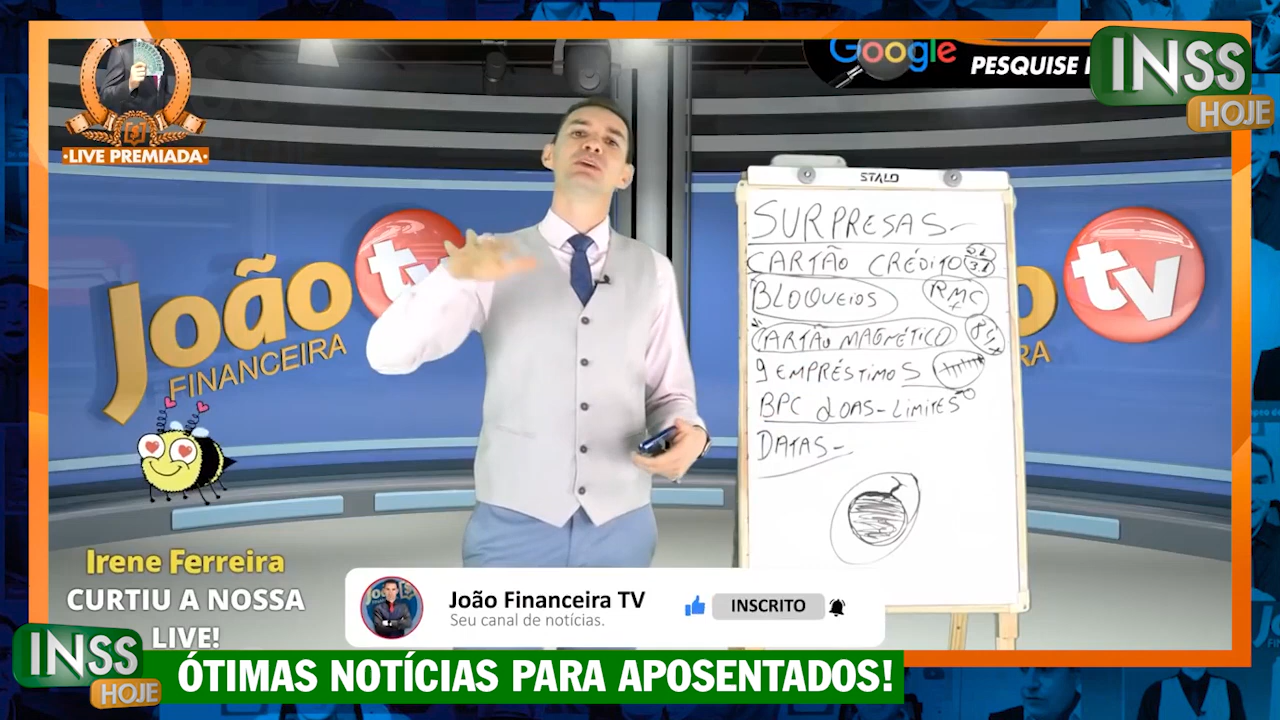 Google
PESQUISE
INSS
HOJE
LIVE PREMIADA
STALO
SURPRESAS-
CARTÃO CRÉDITO
BLOQUEIOS
RMC
CARTÃO MAGNÉTICO
9 EMPRÉSTIMOS
BPC LOAS-LIMITES
DATAS-
João
FINANCEIRA
tv
tv
Irene Ferreira
CURTIU A NOSSA
LIVE!
João Financeira TV
Seu canal de notícias.
INSCRITO
INSS
HOJE
ÓTIMAS NOTÍCIAS PARA APOSENTADOS!